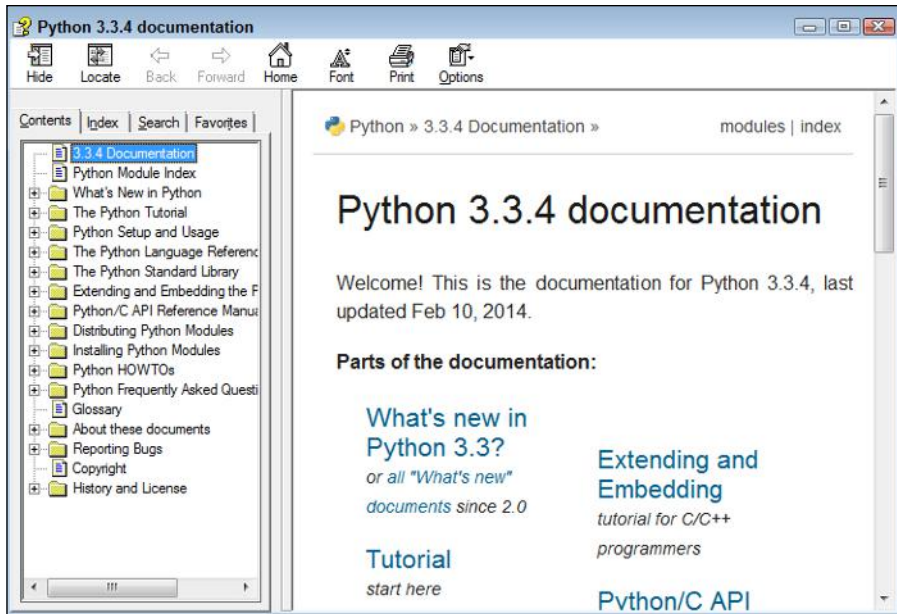 Python 3.3.4 documentation
Hide Locate Back Forward Home Font Print Options
Contents Index Search Favorites
3.3.4 Documentation
Python Module Index
What's New in Python
The Python Tutorial
Python Setup and Usage
The Python Language Referenc
The Python Standard Library
Extending and Embedding the F
Python/C API Reference Manua
Distributing Python Modules
Installing Python Modules
Python HOWTOs
Python Frequently Asked Questi
Glossary
About these documents
Reporting Bugs
Copyright
History and License
Python » 3.3.4 Documentation » modules | index
Python 3.3.4 documentation
Welcome! This is the documentation for Python 3.3.4, last
updated Feb 10, 2014.
Parts of the documentation:
What's new in
Python 3.3?
or all "What's new"
documents since 2.0
Tutorial
start here
Extending and
Embedding
tutorial for C/C++
programmers
Python/C API